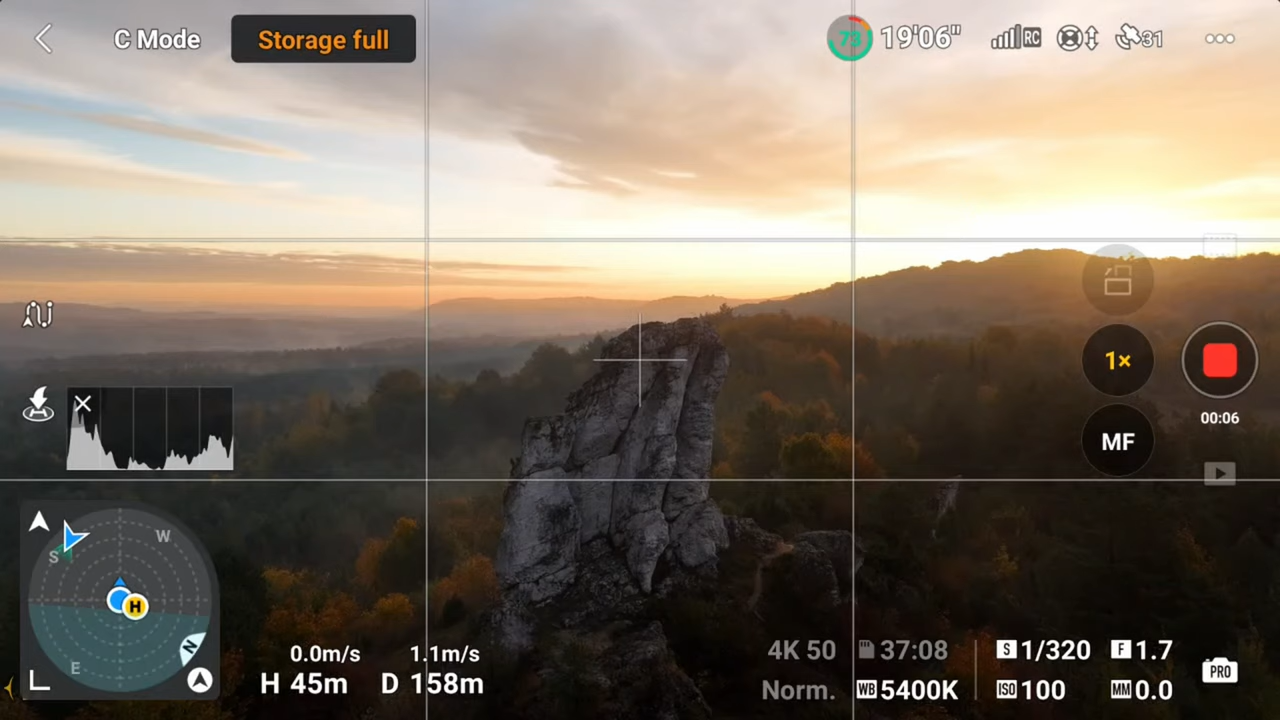 C Mode
Storage full
73
19'06"
RC
31
1×
00:06
MF
W
S
H
N
E
0.0m/s 1.1m/s
H 45m D 158m
4K 50
37:08
Norm.
WB 5400K
S 1/320
F 1.7
ISO 100
MM 0.0
PRO